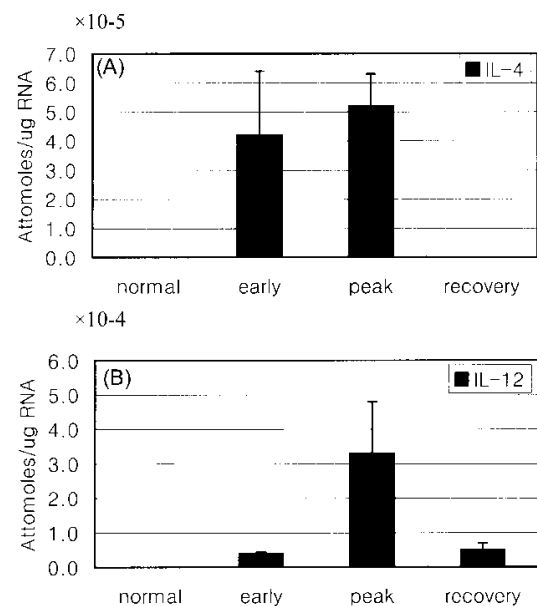 ×10-5
Attomoles/ug RNA
7.0
6.0
5.0
4.0
3.0
2.0
1.0
0.0
(A)
IL-4
normal early peak recovery
×10-4
Attomoles/ug RNA
6.0
5.0
4.0
3.0
2.0
1.0
0.0
(B)
IL-12
normal early peak recovery